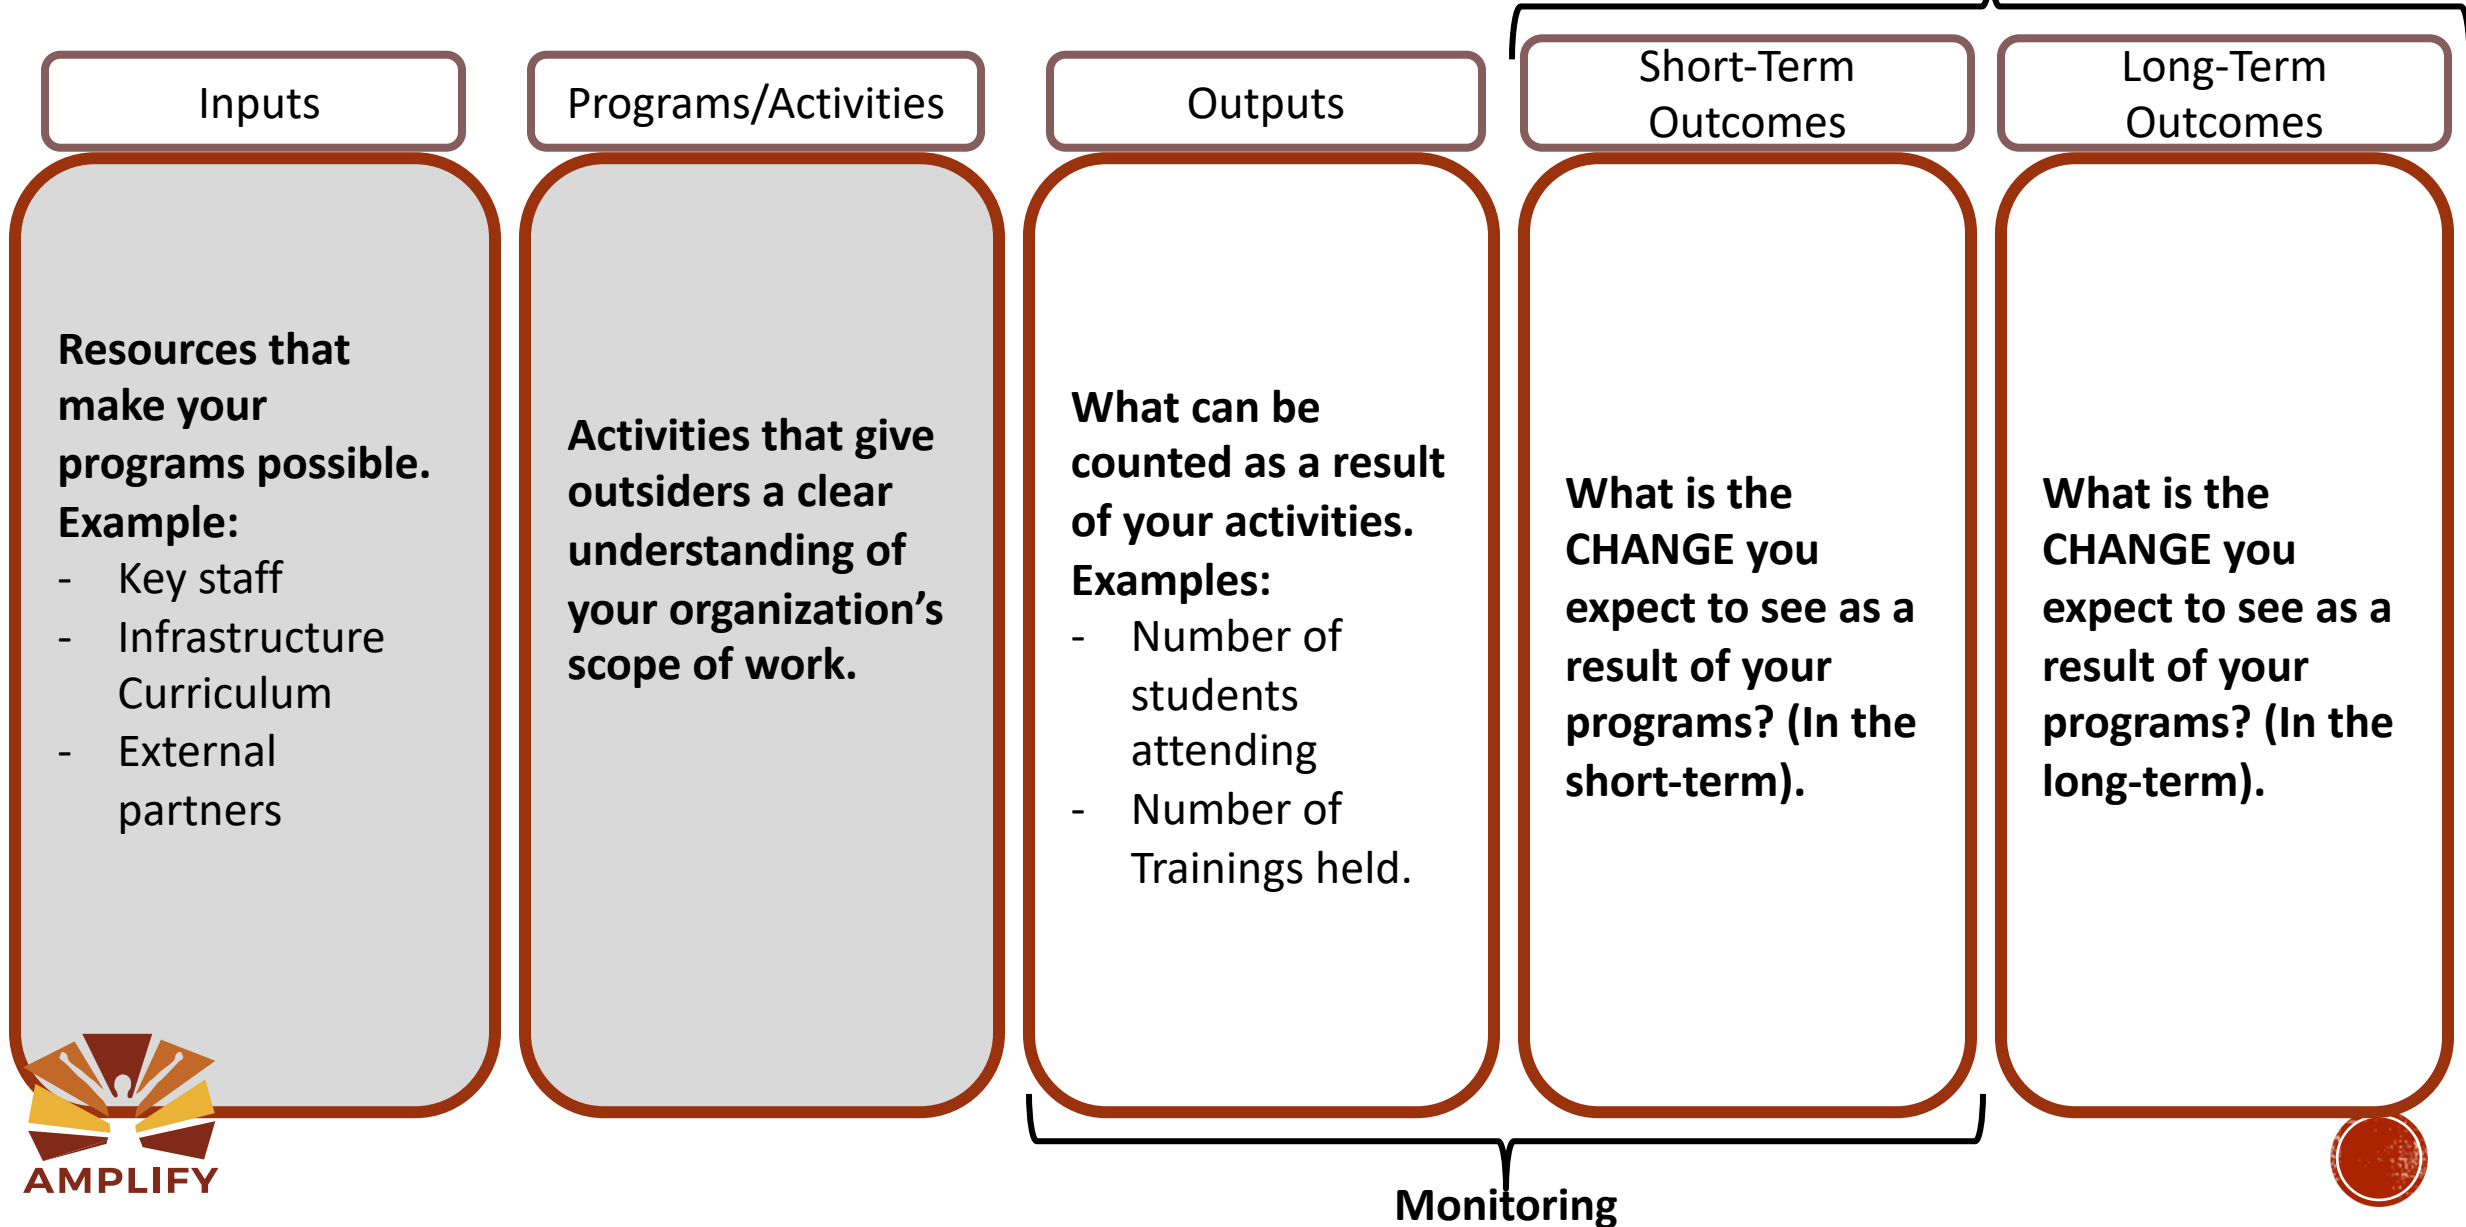 Inputs
Programs/Activities
Outputs
Short-Term
Outcomes
Long-Term
Outcomes
Resources that
make your
programs possible.
Example:
- Key staff
- Infrastructure
Curriculum
- External
partners
Activities that give
outsiders a clear
understanding of
your organization’s
scope of work.
What can be
counted as a result
of your activities.
Examples:
- Number of
students
attending
- Number of
Trainings held.
What is the
CHANGE you
expect to see as a
result of your
programs? (In the
short-term).
What is the
CHANGE you
expect to see as a
result of your
programs? (In the
long-term).
AMPLIFY
Monitoring